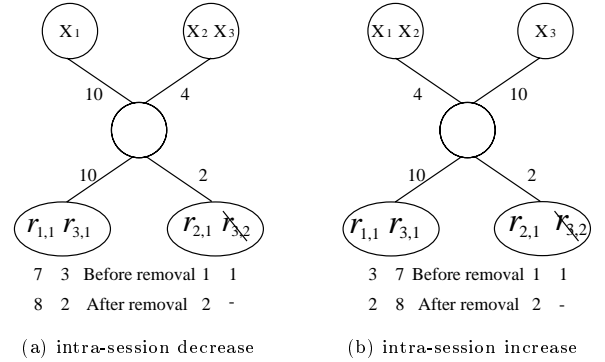 X1 X2 X3 X1 X2 X3
10 4 4 10
10 2 10 2
r1,1 r3,1 r2,1 r3,2 r1,1 r3,1 r2,1 r3,2
7 3 Before removal 1 1 3 7 Before removal 1 1
8 2 After removal 2 - 2 8 After removal 2 -
(a) intra-session decrease (b) intra-session increase